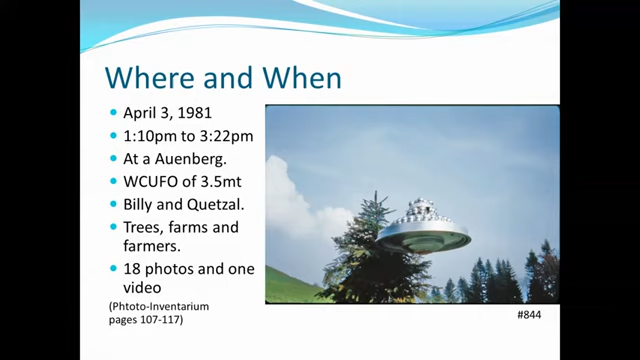 Where and When
April 3, 1981
1:10pm to 3:22pm
At a Auenberg.
WCUFO of 3.5mt
Billy and Quetzal.
Trees, farms and
farmers.
18 photos and one
video
(Phtoto-Inventarium
pages 107-117)
#844